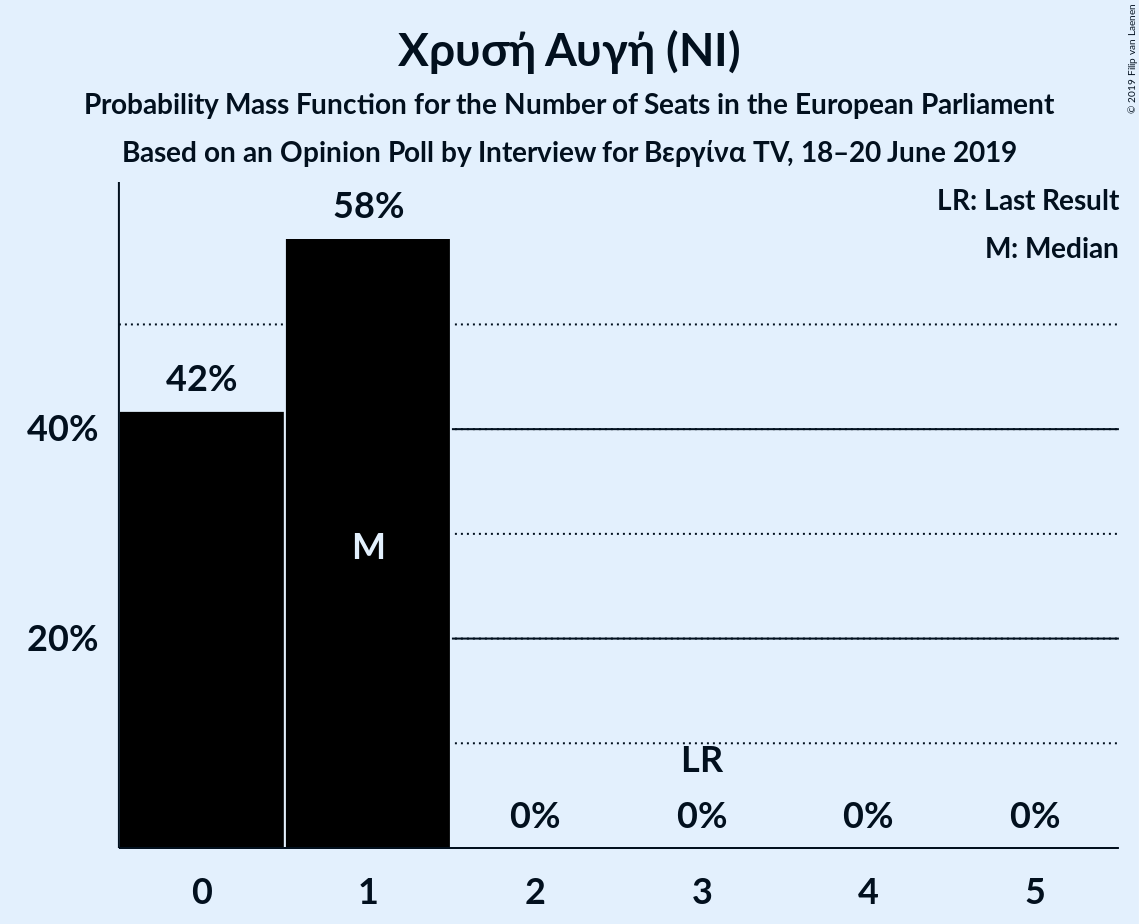 Χρυσή Αυγή (NI)
Probability Mass Function for the Number of Seats in the European Parliament
Based on an Opinion Poll by Interview for Βεργίνα TV, 18–20 June 2019
© 2019 Filip van Laenen
LR: Last Result
M: Median
58%
42%
40%
M
20%
LR
0% 0% 0% 0%
0 1 2 3 4 5